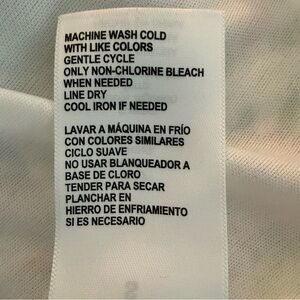 MACHINE WASH COLD
WITH LIKE COLORS
GENTLE CYCLE
ONLY NON-CHLORINE BLEACH
WHEN NEEDED
LINE DRY
COOL IRON IF NEEDED
LAVAR A MÁQUINA EN FRÍO
CON COLORES SIMILARES
CICLO SUAVE
NO USAR BLANQUEADOR A
BASE DE CLORO
TENDER PARA SECAR
PLANCHAR EN
HIERRO DE ENFRIAMIENTO
SI ES NECESARIO